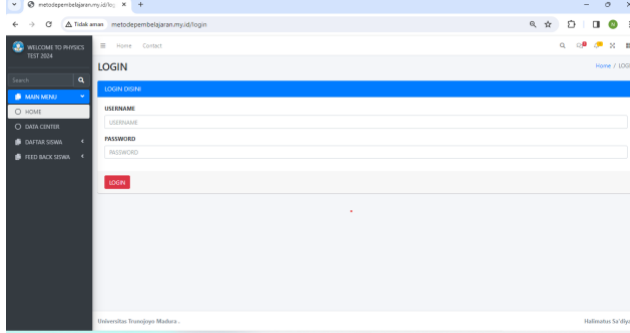 metodepembelajaran.my.id/log
Tidak aman
metodepembelajaran.my.id/login
WELCOME TO PHYSICS
TEST 2024
Home
Contact
LOGIN
Home / LOGI
Search
LOGIN DISINI
MAIN MENU
USERNAME
HOME
USERNAME
DATA CENTER
PASSWORD
DAFTAR SISWA
PASSWORD
FEED BACK SISWA
LOGIN
Universitas Trunojoyo Madura .
Halimatus Sa'diya